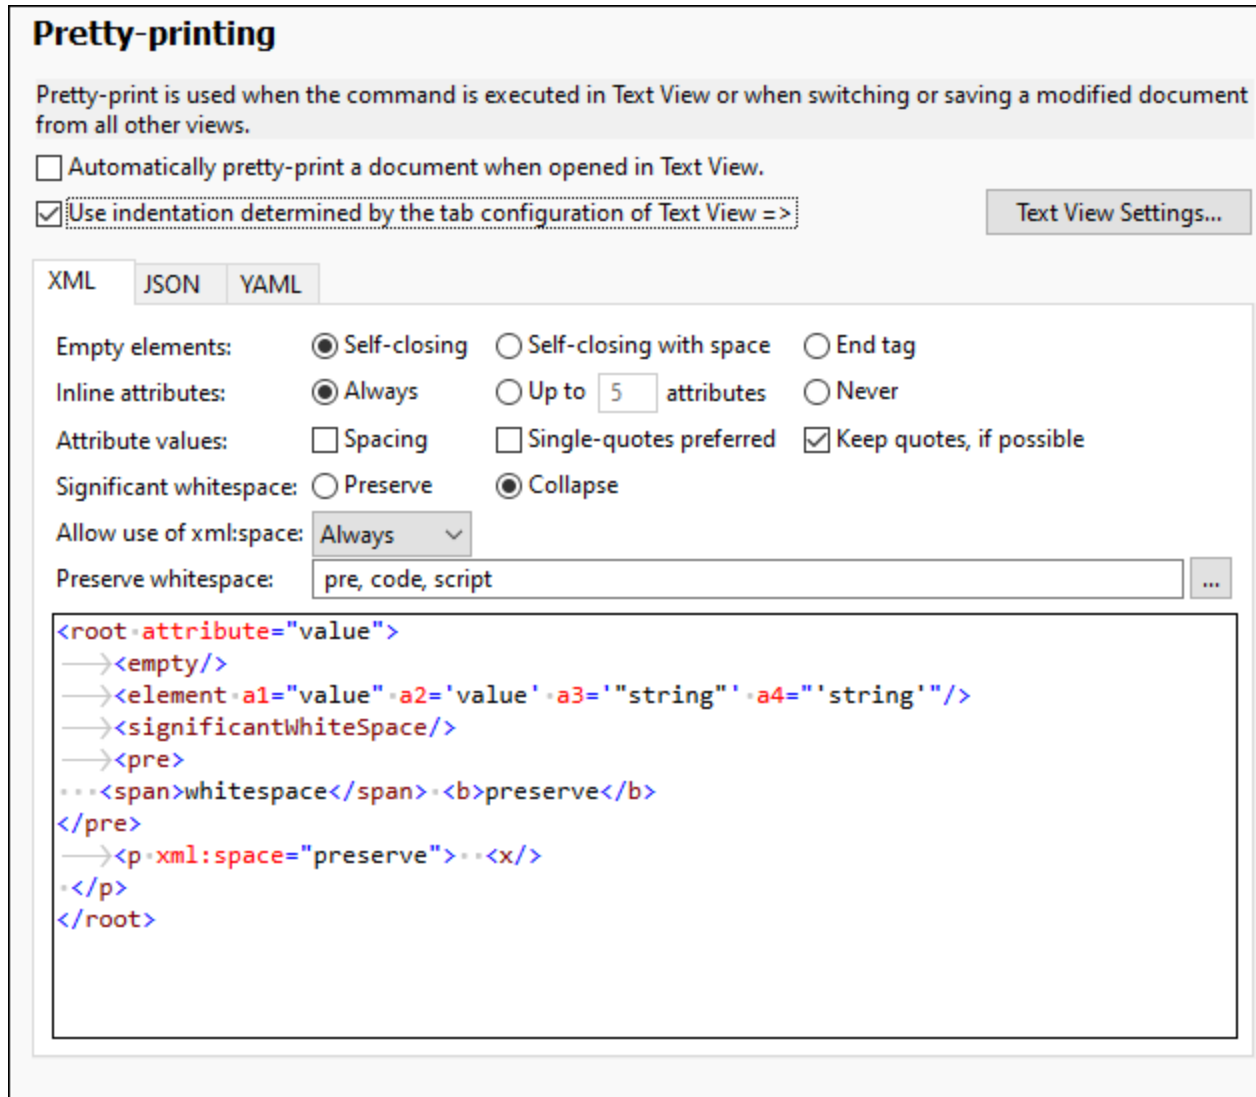 Pretty-printing
Pretty-print is used when the command is executed in Text View or when switching or saving a modified document
from all other views.
Automatically pretty-print a document when opened in Text View.
Use indentation determined by the tab configuration of Text View => Text View Settings...
XML JSON YAML
Empty elements: Self-closing Self-closing with space End tag
Inline attributes: Always Up to 5 attributes Never
Attribute values: Spacing Single-quotes preferred Keep quotes, if possible
Significant whitespace: Preserve Collapse
Allow use of xml:space: Always
Preserve whitespace: pre, code, script ...
<root attribute="value">
<empty/>
<element a1="value" a2='value' a3='"string"' a4="'string'"/>
<significantWhiteSpace/>
<pre>
<span>whitespace</span> <b>preserve</b>
</pre>
<p xml:space="preserve">  <x/>
</p>
</root>